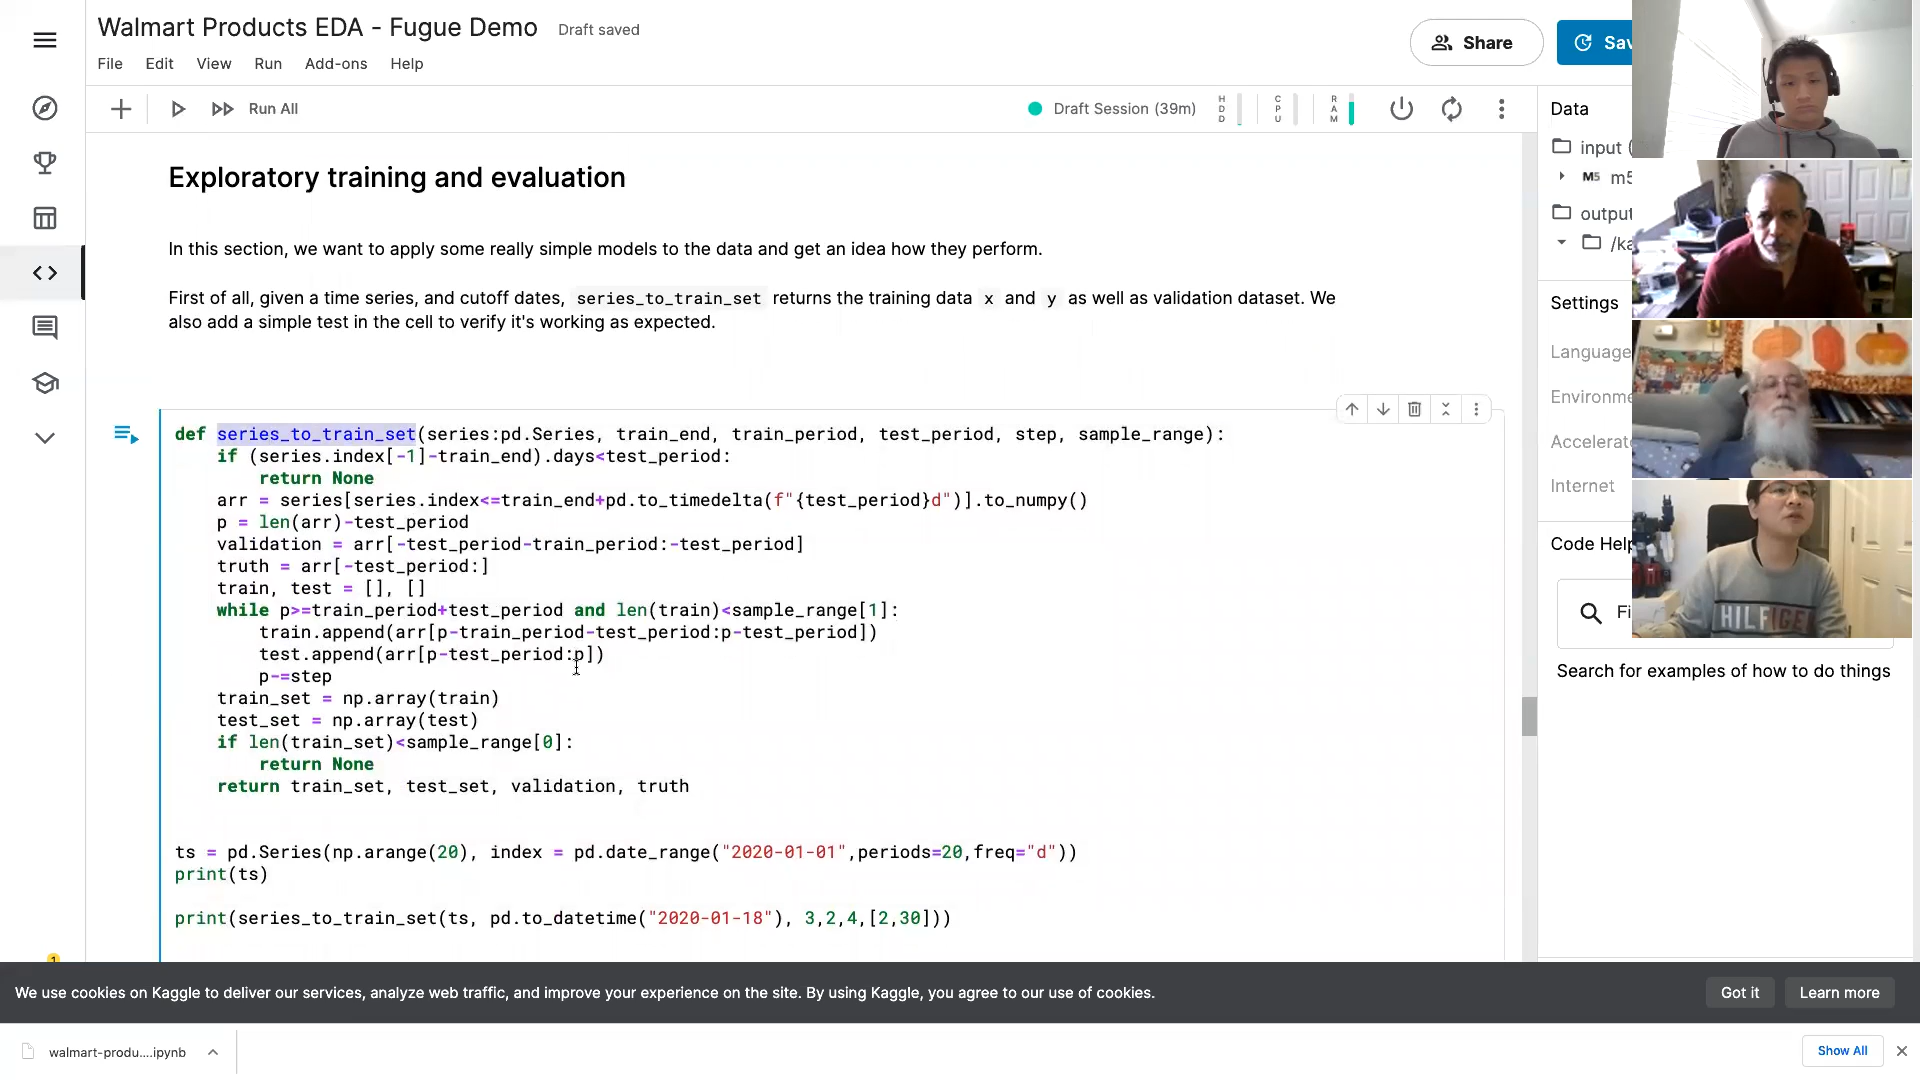 Walmart Products EDA - Fugue Demo
Draft saved
File Edit View Run Add-ons Help
Share
Sav
Run All
Draft Session (39m)
HDD
CPU
RAM
Exploratory training and evaluation
In this section, we want to apply some really simple models to the data and get an idea how they perform.
First of all, given a time series, and cutoff dates, series_to_train_set returns the training data x and y as well as validation dataset. We
also add a simple test in the cell to verify it's working as expected.
def series_to_train_set(series:pd.Series, train_end, train_period, test_period, step, sample_range):
    if (series.index[-1]-train_end).days<test_period:
        return None
    arr = series[series.index<=train_end+pd.to_timedelta(f"{test_period}d")].to_numpy()
    p = len(arr)-test_period
    validation = arr[-test_period-train_period:-test_period]
    truth = arr[-test_period:]
    train, test = [], []
    while p>=train_period+test_period and len(train)<sample_range[1]:
        train.append(arr[p-train_period-test_period:p-test_period])
        test.append(arr[p-test_period:p])
        p-=step
    train_set = np.array(train)
    test_set = np.array(test)
    if len(train_set)<sample_range[0]:
        return None
    return train_set, test_set, validation, truth
ts = pd.Series(np.arange(20), index = pd.date_range("2020-01-01",periods=20,freq="d"))
print(ts)
print(series_to_train_set(ts, pd.to_datetime("2020-01-18"), 3,2,4,[2,30]))
Data
input (
M5 m5
output
/ka
Settings
Language
Environme
Accelerato
Internet
Code Help
Fi
Search for examples of how to do things
HILFIGER
1
We use cookies on Kaggle to deliver our services, analyze web traffic, and improve your experience on the site. By using Kaggle, you agree to our use of cookies.
Got it
Learn more
walmart-produ....ipynb
Show All